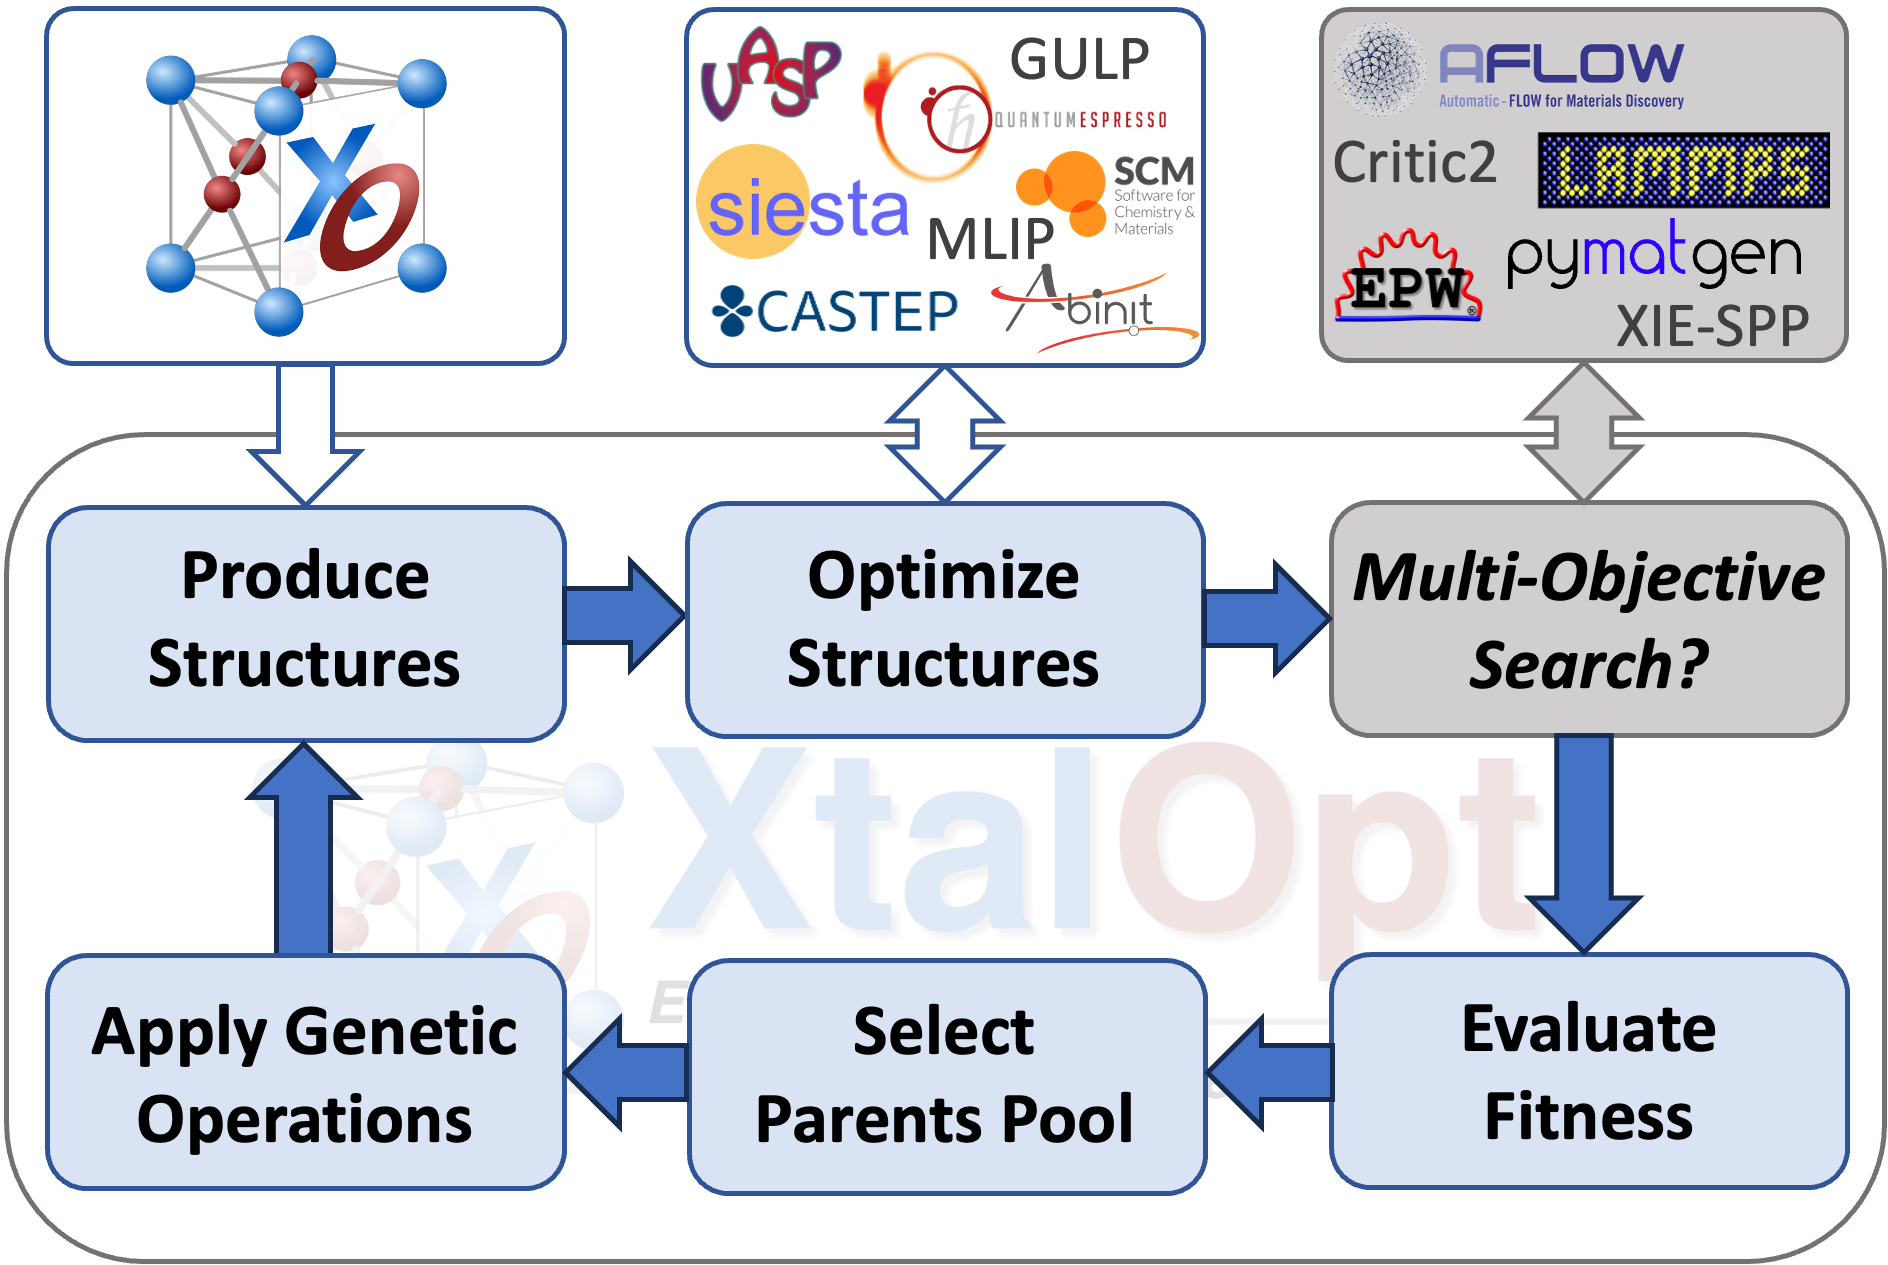 XO
VASP
GULP
QUANTUMESPRESSO
ħ
siesta
SCM
Software for
Chemistry &
Materials
MLIP
CASTEP
Abinit
AFLOW
Automatic - FLOW for Materials Discovery
Critic2
LAMMPS
EPW
®
pymatgen
XIE-SPP
Produce
Structures
Optimize
Structures
Multi-Objective
Search?
XtalOpt
XO
E
Apply Genetic
Operations
Select
Parents Pool
Evaluate
Fitness